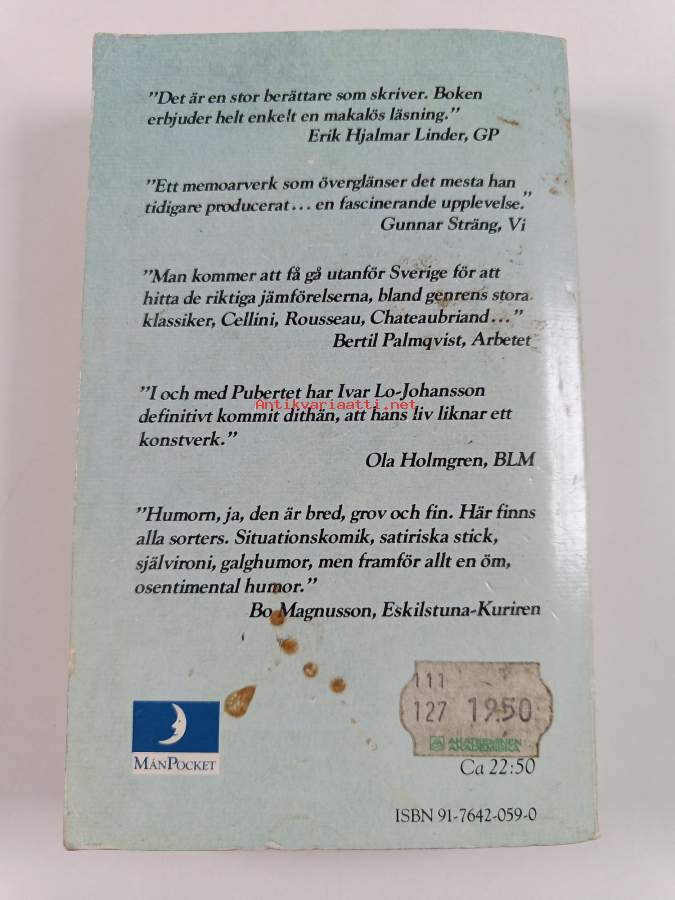 "Det är en stor berättare som skriver. Boken
erbjuder helt enkelt en makalös läsning."
Erik Hjalmar Linder, GP
"Ett memoarverk som överglänser det mesta han
tidigare producerat... en fascinerande upplevelse."
Gunnar Sträng, Vi
"Man kommer att få gå utanför Sverige för att
hitta de riktiga jämförelserna, bland genrens stora
klassiker, Cellini, Rousseau, Chateaubriand..."
Bertil Palmqvist, Arbetet
"I och med Pubertet har Ivar Lo-Johansson
Antikvariaatti.net
definitivt kommit dithän, att hans liv liknar ett
konstverk."
Ola Holmgren, BLM
"Humorn, ja, den är bred, grov och fin. Här finns
alla sorters. Situationskomik, satiriska stick,
självironi, galghumor, men framför allt en öm,
osentimental humor."
Bo Magnusson, Eskilstuna-Kuriren
111
127 1950
AKATEEMINEN
AKADEMISKA
MånPocket
Ca 22:50
ISBN 91-7642-059-0